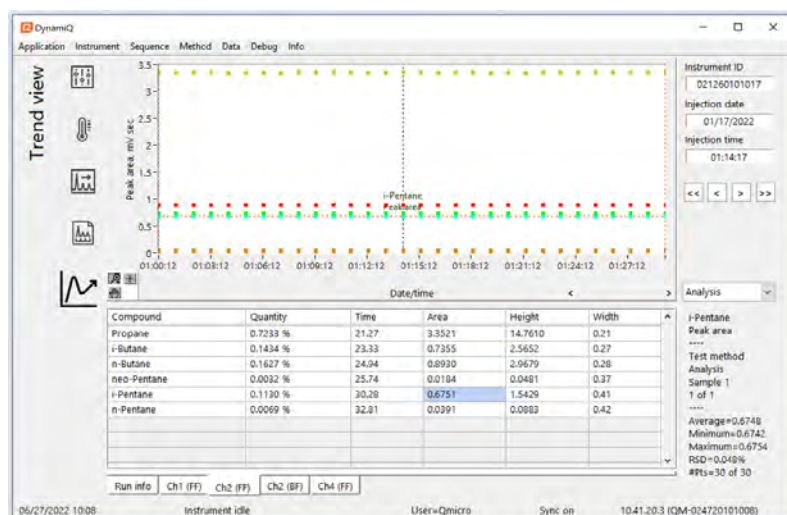 DynamiQ
Application Instrument Sequence Method Data Debug Info
Trend view
Peak area, mV sec
3.5
3
2.5
2
1.5
1
0.5
0
i-Pentane
Peak area
01:00:12 01:03:12 01:06:12 01:09:12 01:12:12 01:15:12 01:18:12 01:21:12 01:24:12 01:27:12
Date/time
< >
Instrument ID
021260101017
Injection date
01/17/2022
Injection time
01:14:17
<< < > >>
Analysis
i-Pentane
Peak area
----
Test method
Analysis
Sample 1
1 of 1
----
Average=0.6748
Minimum=0.6742
Maximum=0.6754
RSD=0.048%
#Pts=30 of 30
Compound Quantity Time Area Height Width
Propane 0.7233 % 21.27 3.3521 14.7610 0.21
i-Butane 0.1434 % 23.33 0.7355 2.5652 0.27
n-Butane 0.1627 % 24.94 0.8930 2.9679 0.28
neo-Pentane 0.0032 % 25.74 0.0184 0.0481 0.37
i-Pentane 0.1130 % 30.28 0.6751 1.5429 0.41
n-Pentane 0.0069 % 32.81 0.0391 0.0883 0.42
Run info Ch1 (FF) Ch2 (FF) Ch2 (BF) Ch4 (FF)
06/27/2022 10:08 Instrument idle User=Qmicro Sync on 10.41.20.3 (QM-024720101008)